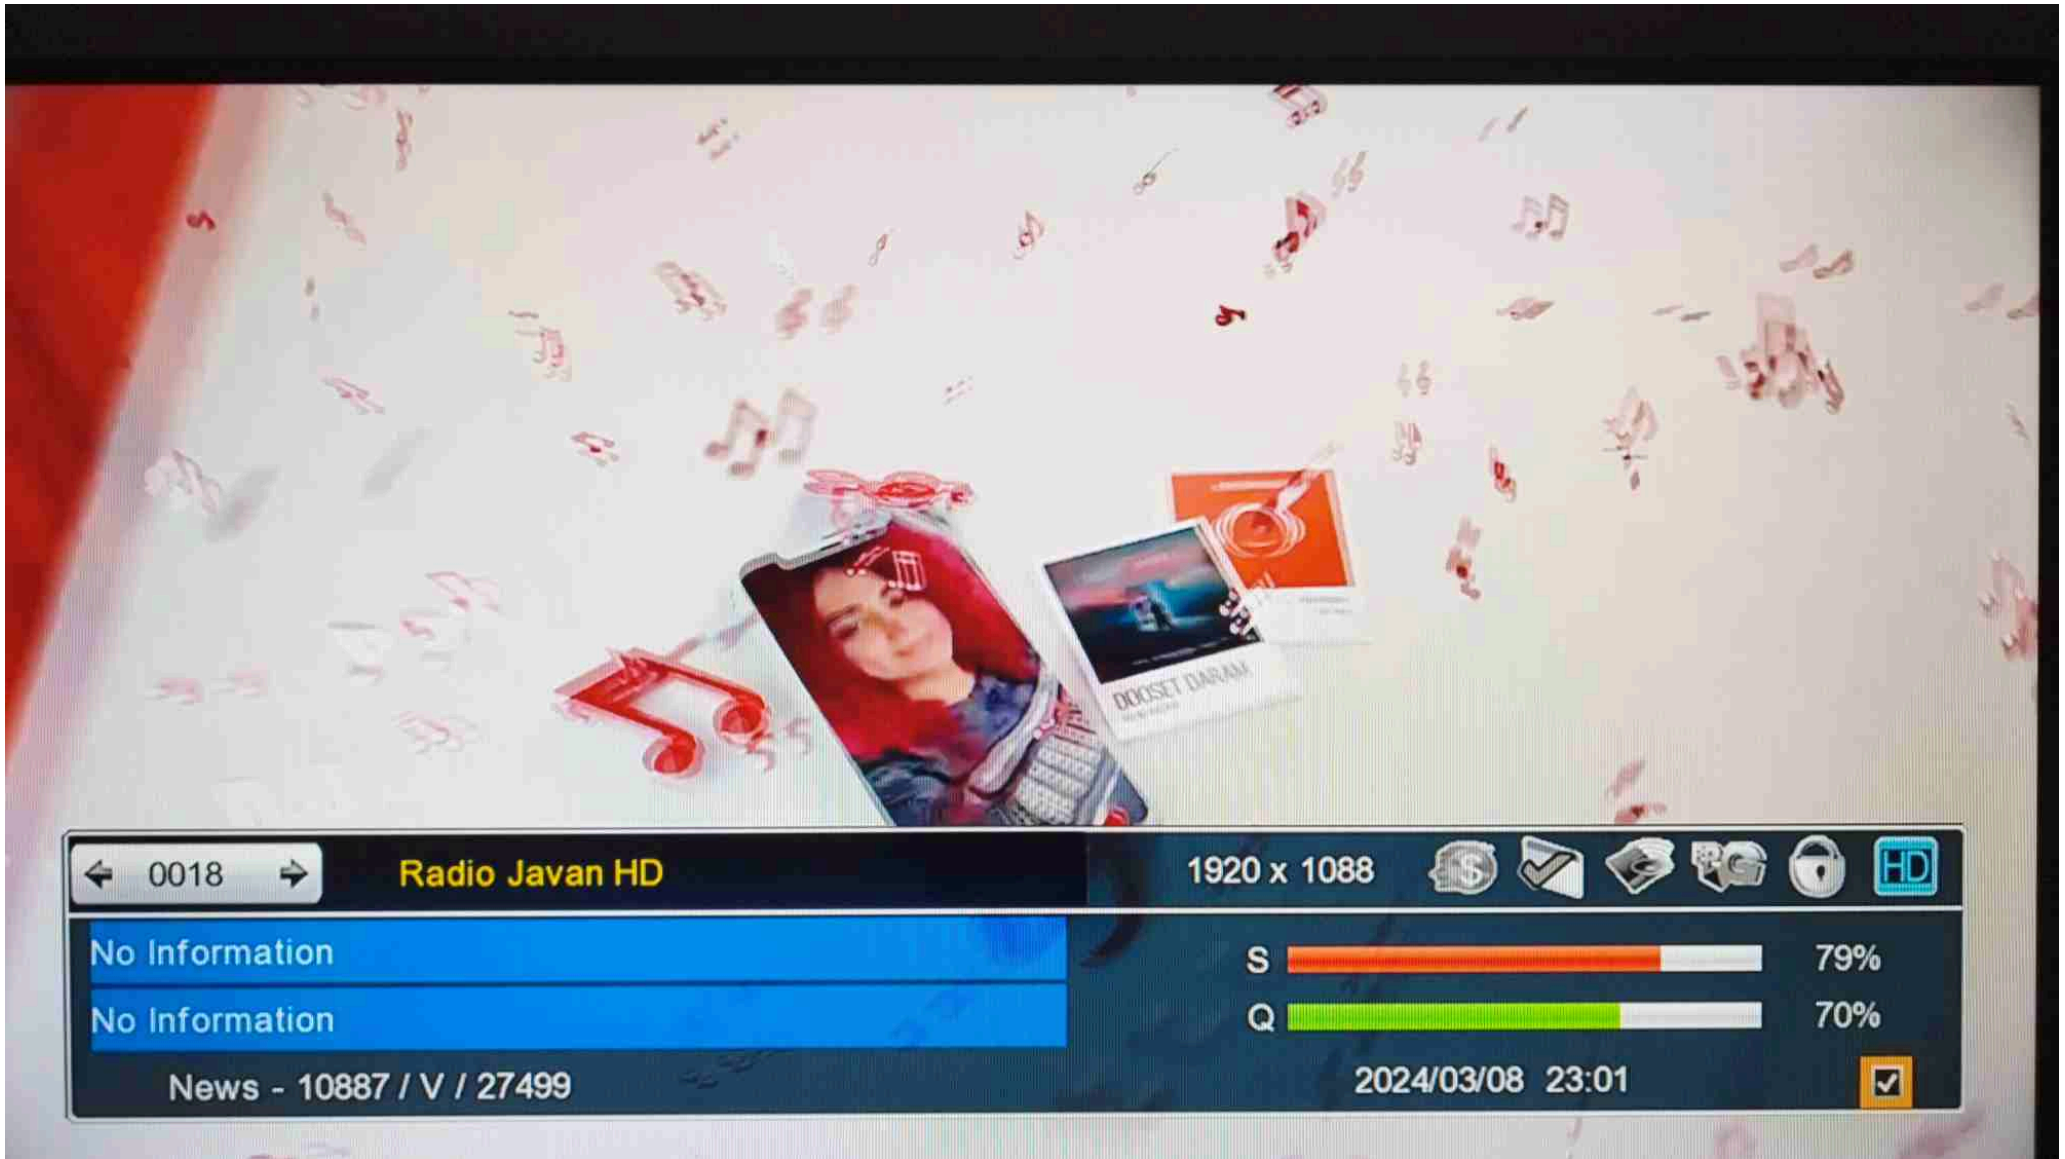 DOOSET DARAM
0018
Radio Javan HD
1920 x 1088
HD
No Information
S 79%
No Information
Q 70%
News - 10887 / V / 27499
2024/03/08 23:01